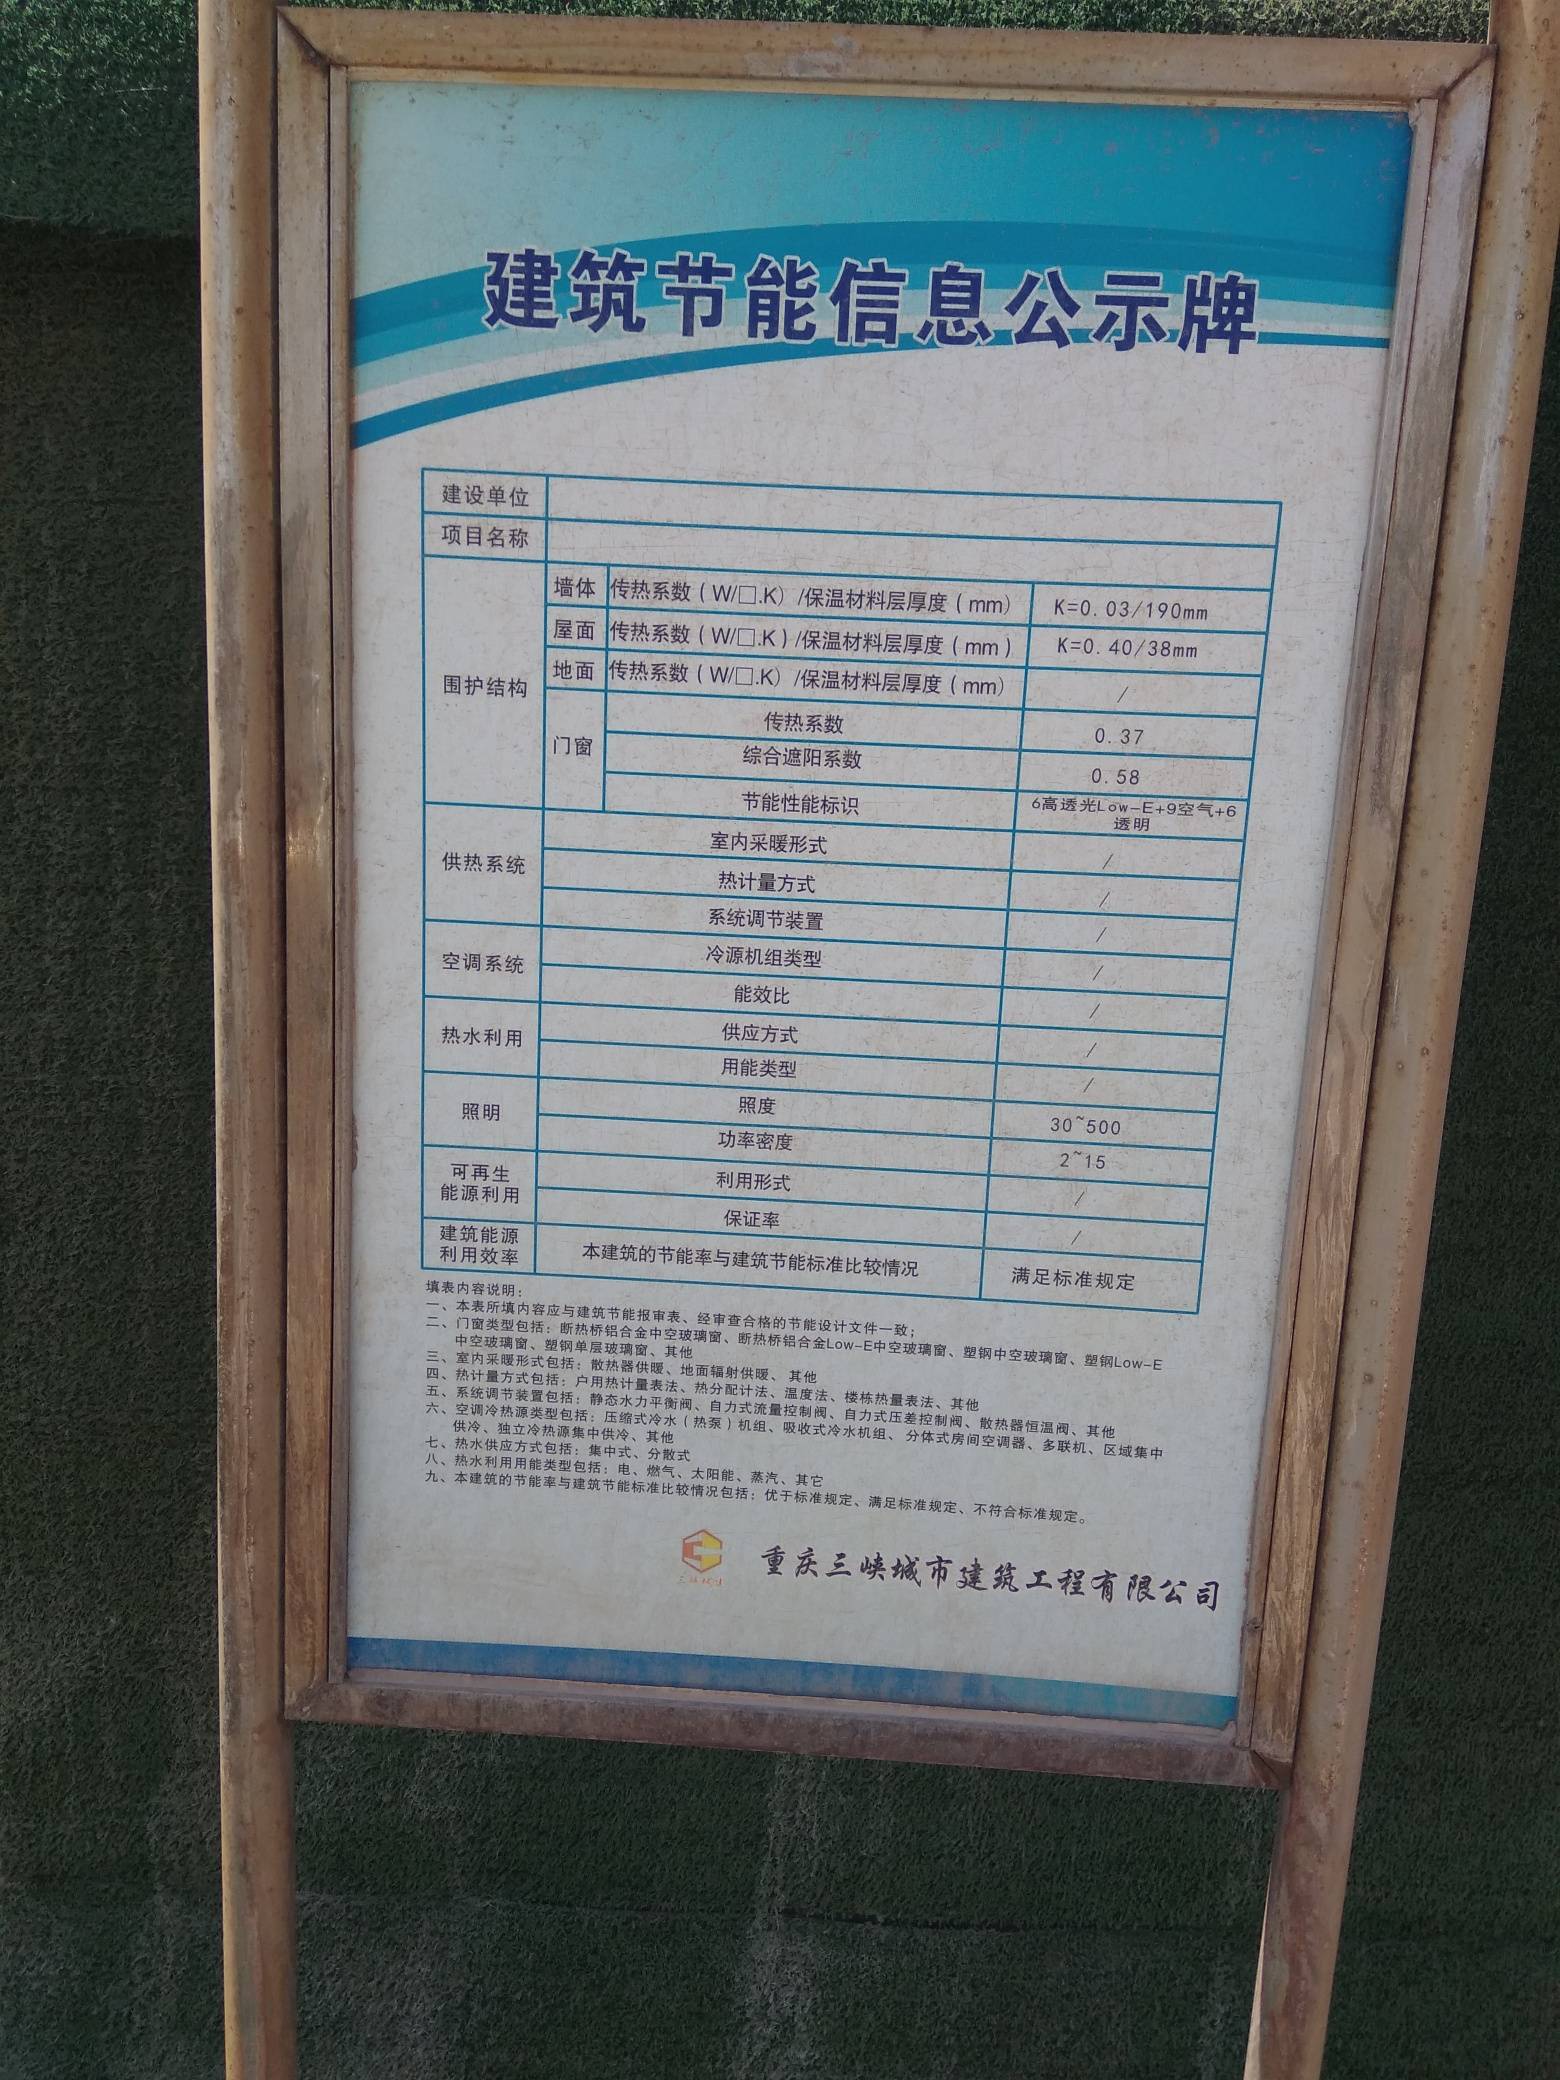 建筑节能信息公示牌
建设单位
项目名称
围护结构
墙体 传热系数(W/□.K)/保温材料层厚度(mm) K=0.03/190mm
屋面 传热系数(W/□.K)/保温材料层厚度(mm) K=0.40/38mm
地面 传热系数(W/□.K)/保温材料层厚度(mm) /
门窗
传热系数 0.37
综合遮阳系数 0.58
节能性能标识 6高透光Low-E+9空气+6
透明
供热系统
室内采暖形式 /
热计量方式 /
系统调节装置 /
空调系统
冷源机组类型 /
能效比 /
热水利用
供应方式 /
用能类型 /
照明
照度 30~500
功率密度 2~15
可再生
能源利用
利用形式 /
保证率 /
建筑能源
利用效率
本建筑的节能率与建筑节能标准比较情况 满足标准规定
填表内容说明:
一、本表所填内容应与建筑节能报审表、经审查合格的节能设计文件一致;
二、门窗类型包括:断热桥铝合金中空玻璃窗、断热桥铝合金Low-E中空玻璃窗、塑钢中空玻璃窗、塑钢Low-E
中空玻璃窗、塑钢单层玻璃窗、其他
三、室内采暖形式包括:散热器供暖、地面辐射供暖、其他
四、热计量方式包括:户用热计量表法、热分配计法、温度法、楼栋热量表法、其他
五、系统调节装置包括:静态水力平衡阀、自力式流量控制阀、自力式压差控制阀、散热器恒温阀、其他
六、空调冷热源类型包括:压缩式冷水(热泵)机组、吸收式冷水机组、分体式房间空调器、多联机、区域集中
供冷、独立冷热源集中供冷、其他
七、热水供应方式包括:集中式、分散式
八、热水利用用能类型包括:电、燃气、太阳能、蒸汽、其它
九、本建筑的节能率与建筑节能标准比较情况包括:优于标准规定、满足标准规定、不符合标准规定。
重庆三峡城市建筑工程有限公司